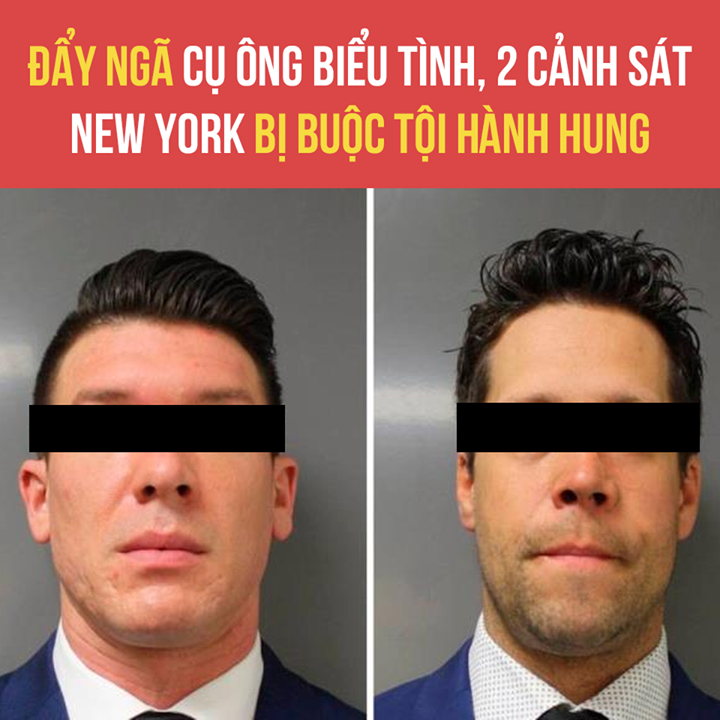 ĐẨY NGÃ CỤ ÔNG BIỂU TÌNH, 2 CẢNH SÁT
NEW YORK BỊ BUỘC TỘI HÀNH HUNG